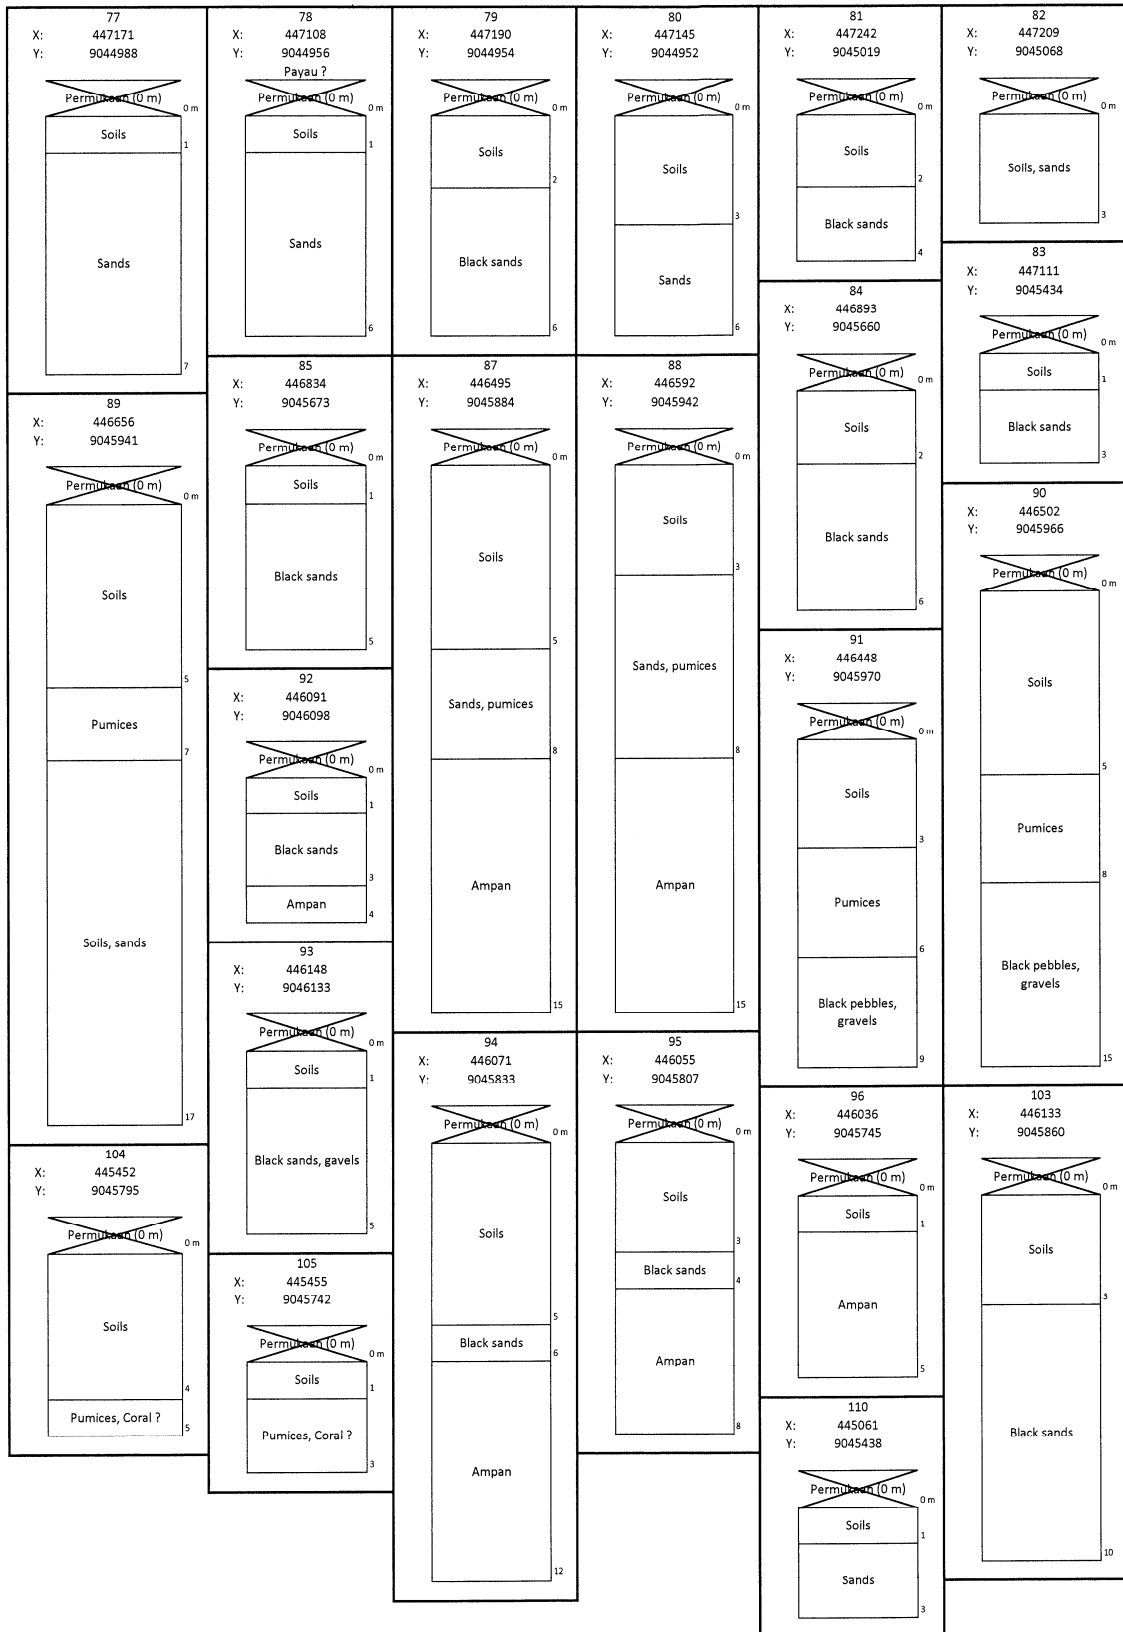 77
X: 447171
Y: 9044988
Permukaan (0 m)
0 m
Soils
1
Sands
7
78
X: 447108
Y: 9044956
Payau ?
Permukaan (0 m)
0 m
Soils
1
Sands
6
79
X: 447190
Y: 9044954
Permukaan (0 m)
0 m
Soils
2
Black sands
6
80
X: 447145
Y: 9044952
Permukaan (0 m)
0 m
Soils
3
Sands
6
81
X: 447242
Y: 9045019
Permukaan (0 m)
0 m
Soils
2
Black sands
4
82
X: 447209
Y: 9045068
Permukaan (0 m)
0 m
Soils, sands
3
83
X: 447111
Y: 9045434
Permukaan (0 m)
0 m
Soils
1
Black sands
3
84
X: 446893
Y: 9045660
Permukaan (0 m)
0 m
Soils
2
Black sands
6
85
X: 446834
Y: 9045673
Permukaan (0 m)
0 m
Soils
1
Black sands
5
87
X: 446495
Y: 9045884
Permukaan (0 m)
0 m
Soils
5
Sands, pumices
8
Ampan
15
88
X: 446592
Y: 9045942
Permukaan (0 m)
0 m
Soils
3
Sands, pumices
8
Ampan
15
89
X: 446656
Y: 9045941
Permukaan (0 m)
0 m
Soils
5
Pumices
7
Soils, sands
17
90
X: 446502
Y: 9045966
Permukaan (0 m)
0 m
Soils
5
Pumices
8
Black pebbles,
gravels
15
91
X: 446448
Y: 9045970
Permukaan (0 m)
0 m
Soils
3
Pumices
6
Black pebbles,
gravels
9
92
X: 446091
Y: 9046098
Permukaan (0 m)
0 m
Soils
1
Black sands
3
Ampan
4
93
X: 446148
Y: 9046133
Permukaan (0 m)
0 m
Soils
1
Black sands, gavels
5
94
X: 446071
Y: 9045833
Permukaan (0 m)
0 m
Soils
5
Black sands
6
Ampan
12
95
X: 446055
Y: 9045807
Permukaan (0 m)
0 m
Soils
3
Black sands
4
Ampan
8
96
X: 446036
Y: 9045745
Permukaan (0 m)
0 m
Soils
1
Ampan
5
103
X: 446133
Y: 9045860
Permukaan (0 m)
0 m
Soils
3
Black sands
10
104
X: 445452
Y: 9045795
Permukaan (0 m)
0 m
Soils
4
Pumices, Coral ?
5
105
X: 445455
Y: 9045742
Permukaan (0 m)
0 m
Soils
1
Pumices, Coral ?
3
110
X: 445061
Y: 9045438
Permukaan (0 m)
0 m
Soils
1
Sands
3